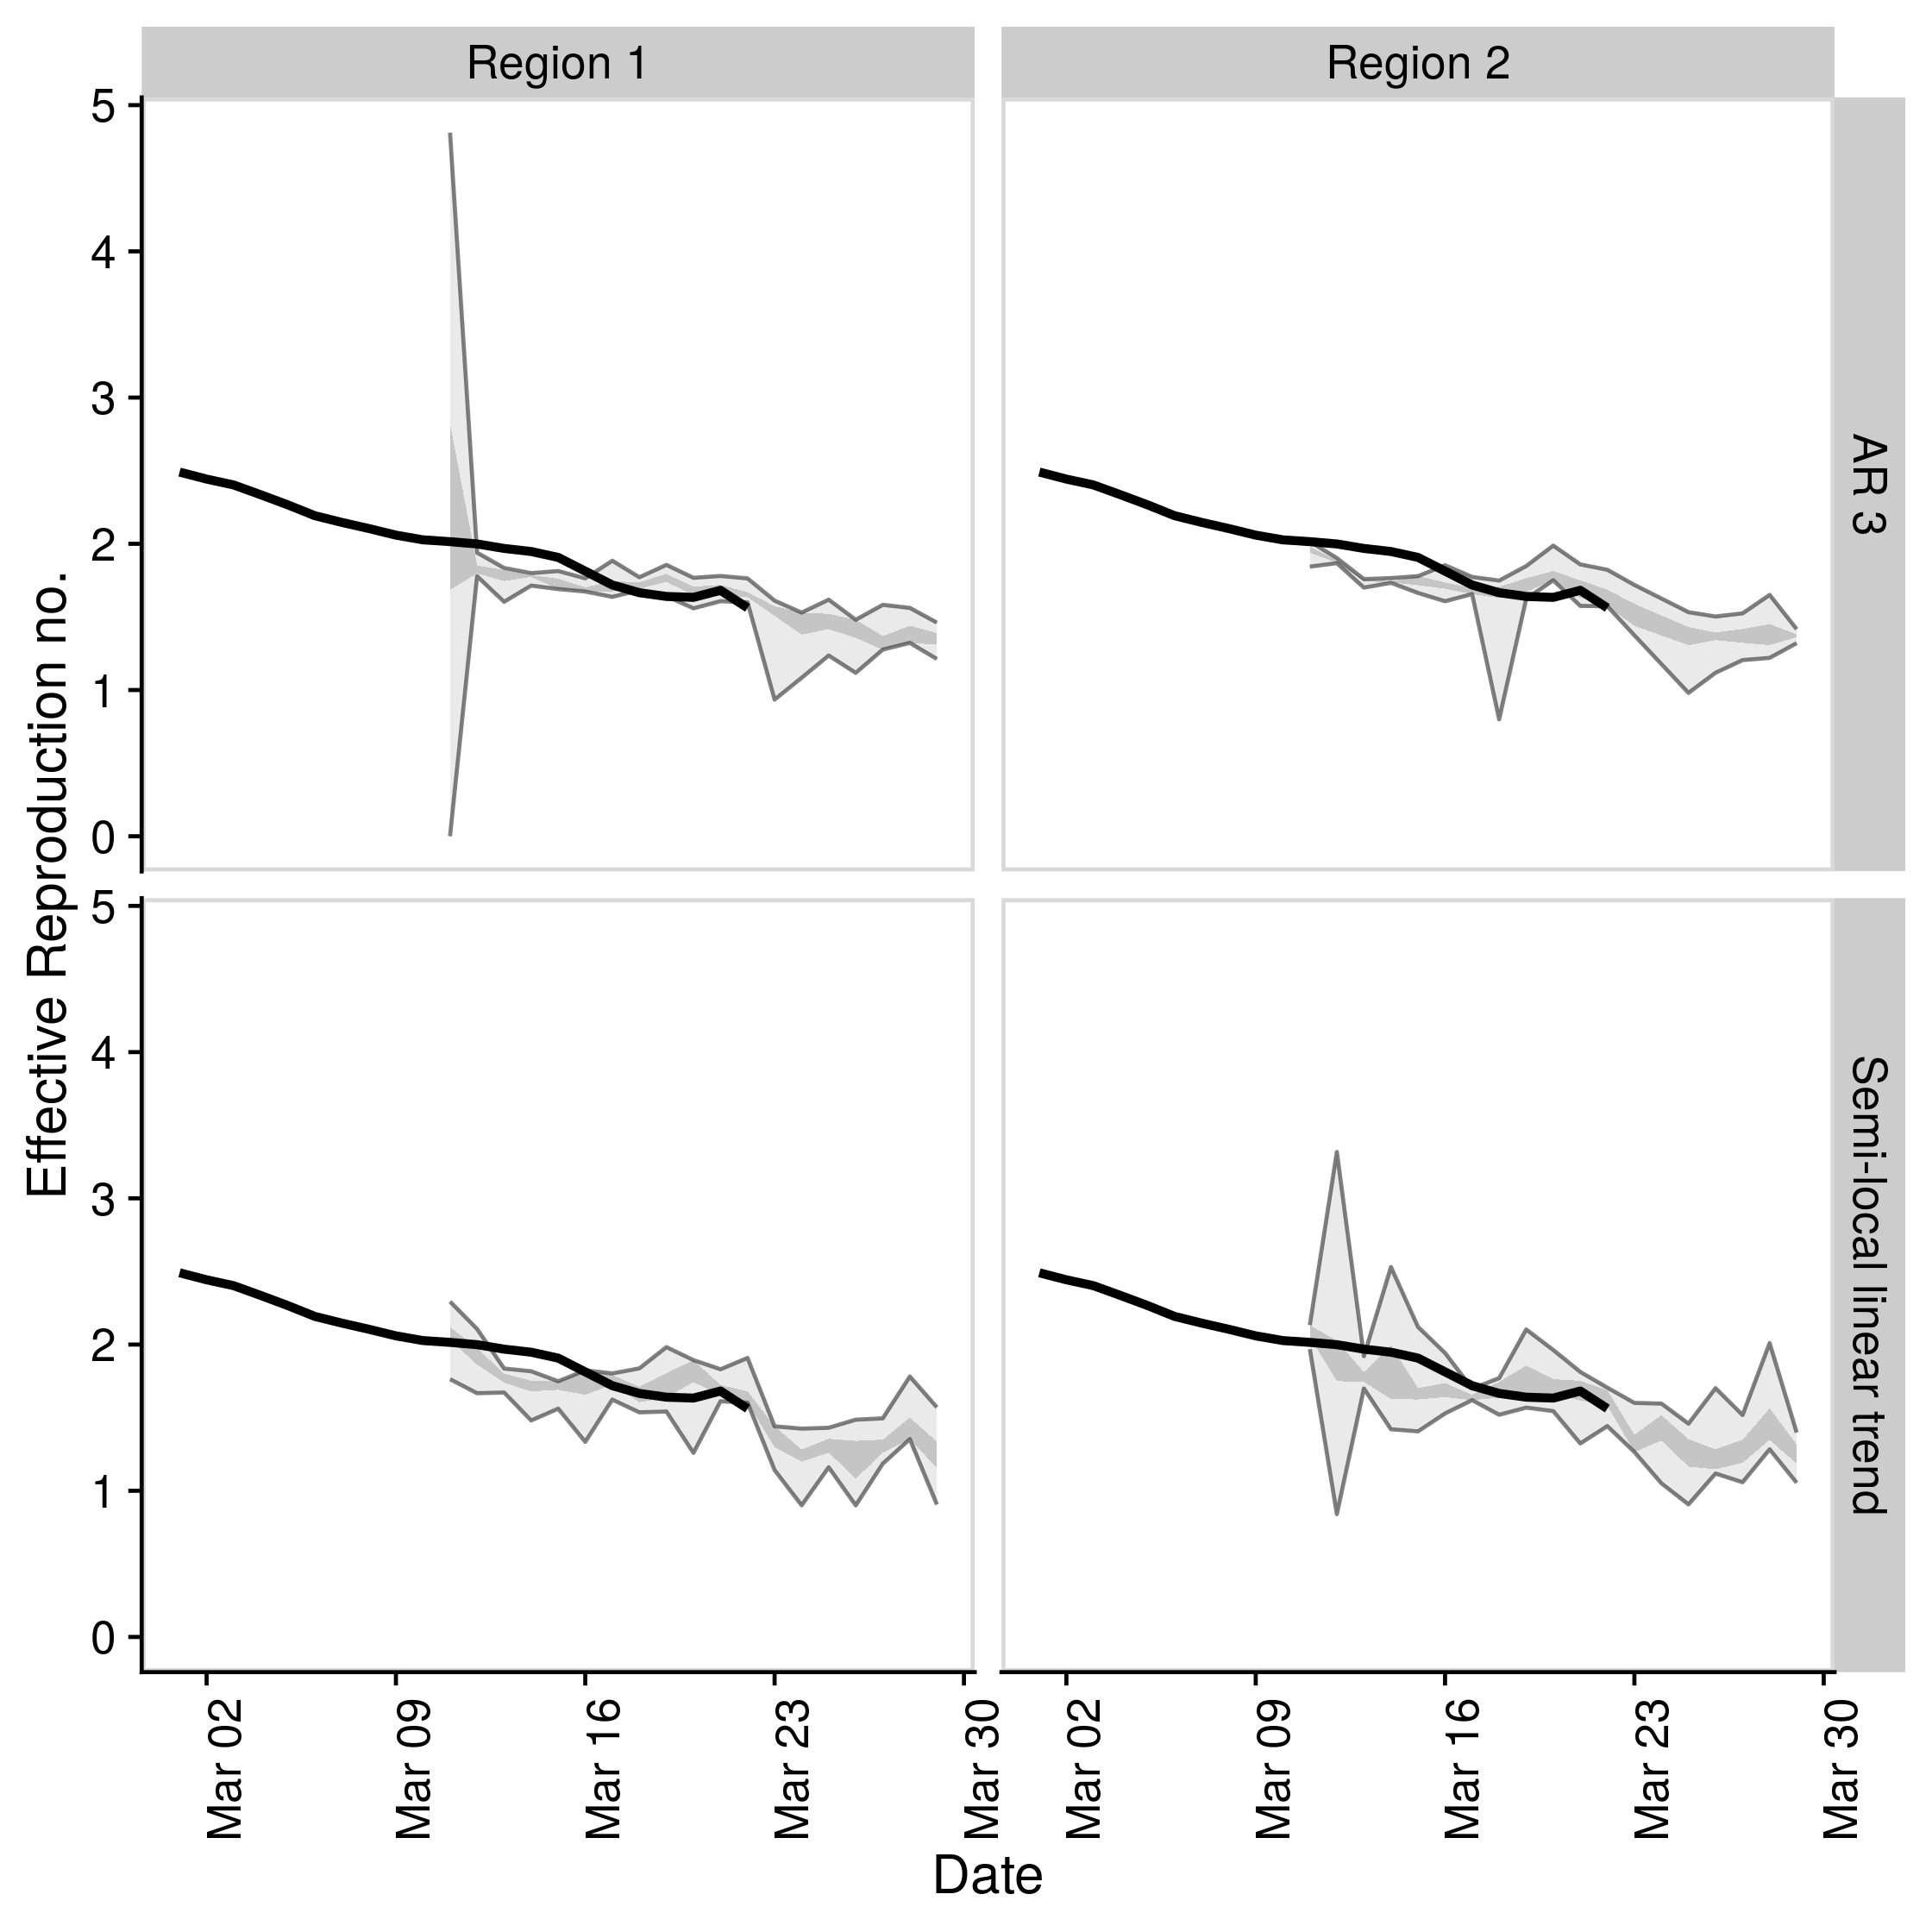 Region 1
Region 2
5
4
3
2
1
0
AR 3
Effective Reproduction no.
5
4
3
2
1
0
Semi-local linear trend
Mar 02
Mar 09
Mar 16
Mar 23
Mar 30
Mar 02
Mar 09
Mar 16
Mar 23
Mar 30
Date